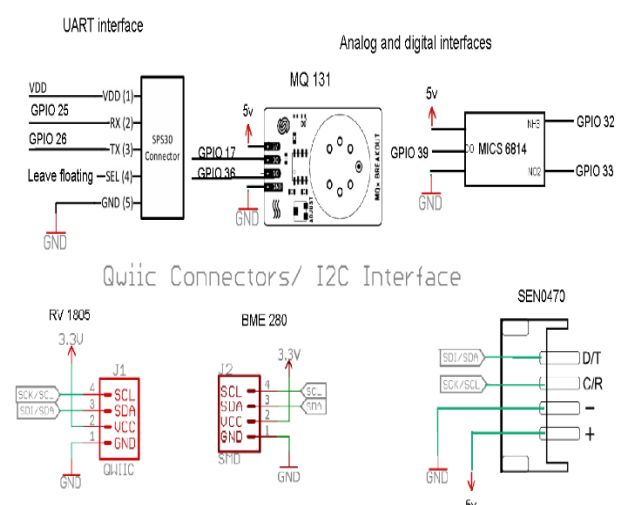 UART interface
Analog and digital interfaces
VDD
VDD (1)
GPIO 25
RX (2)
GPIO 26
TX (3)
Leave floating
SEL (4)
GND (5)
GND
SPS30
Connector
MQ 131
5v
GPIO 17
GPIO 36
GND
ADJUST
MQx BREAKOUT
5v
GPIO 39
GND
MICS 6814
NH3
GPIO 32
NO2
GPIO 33
Qwiic Connectors/ I2C Interface
RV 1805
3.3V
J1
SCK/SCL
4
SCL
SDI/SDA
3
SDA
2
VCC
1
GND
GND
QWIIC
BME 280
3.3V
J2
SCL
4
SCL
SDA
3
SDA
VCC
2
GND
1
SMD
GND
SEN0470
SDI/SDA
D/T
SCK/SCL
C/R
-
+
GND
5v